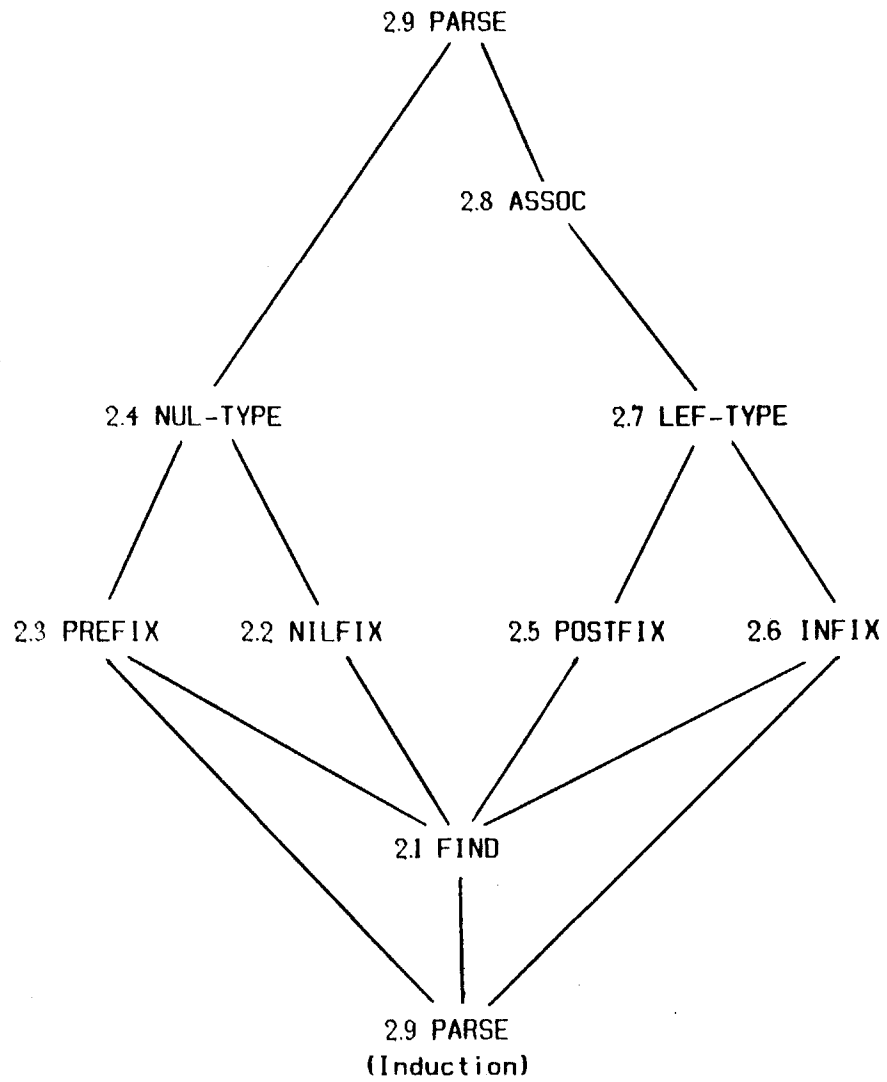 2.9 PARSE
2.8 ASSOC
2.4 NUL-TYPE 2.7 LEF-TYPE
2.3 PREFIX 2.2 NILFIX 2.5 POSTFIX 2.6 INFIX
2.1 FIND
2.9 PARSE
(Induction)